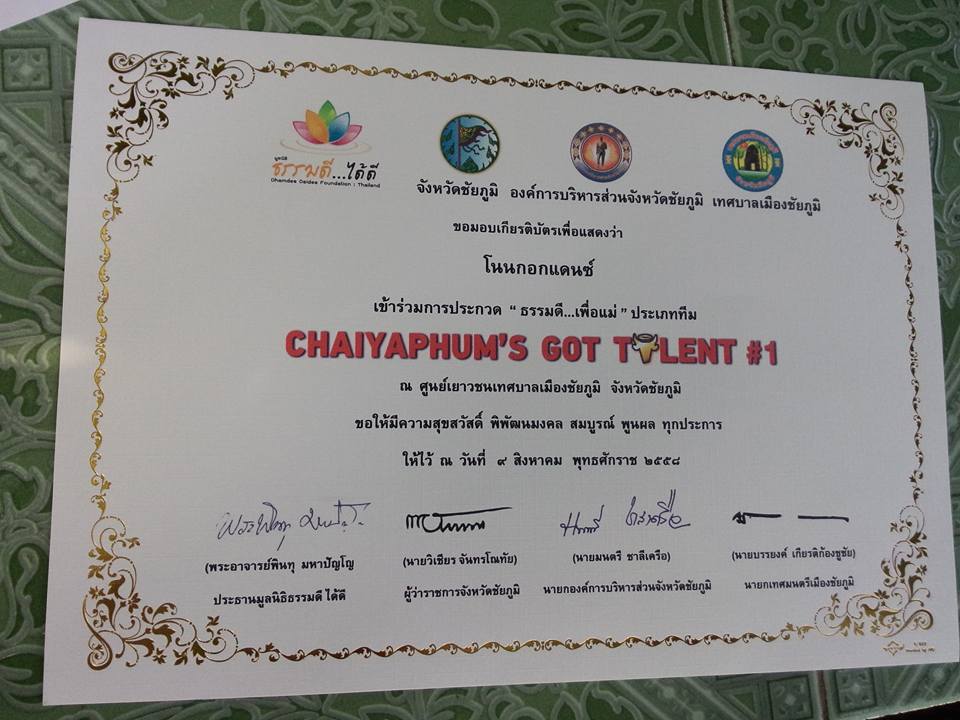 มูลนิธิ
ธรรมดี...ได้ดี
Dhamdee Daidee Foundation : Thailand
จังหวัดชัยภูมิ องค์การบริหารส่วนจังหวัดชัยภูมิ เทศบาลเมืองชัยภูมิ
ขอมอบเกียรติบัตรเพื่อแสดงว่า
โนนกอกแดนซ์
เข้าร่วมการประกวด “ ธรรมดี...เพื่อแม่ ” ประเภททีม
CHAIYAPHUM'S GOT TALENT #1
ณ ศูนย์เยาวชนเทศบาลเมืองชัยภูมิ จังหวัดชัยภูมิ
ขอให้มีความสุขสวัสดิ์ พิพัฒนมงคล สมบูรณ์ พูนผล ทุกประการ
ให้ไว้ ณ วันที่ ๙ สิงหาคม พุทธศักราช ๒๕๕๘
(พระอาจารย์พินทุ มหาปัญโญ) (นายวิเชียร จันทรโณทัย) (นายมนตรี ชาลีเครือ) (นายบรรยงค์ เกียรติก้องชูชัย)
ประธานมูลนิธิธรรมดี ได้ดี ผู้ว่าราชการจังหวัดชัยภูมิ นายกองค์การบริหารส่วนจังหวัดชัยภูมิ นายกเทศมนตรีเมืองชัยภูมิ